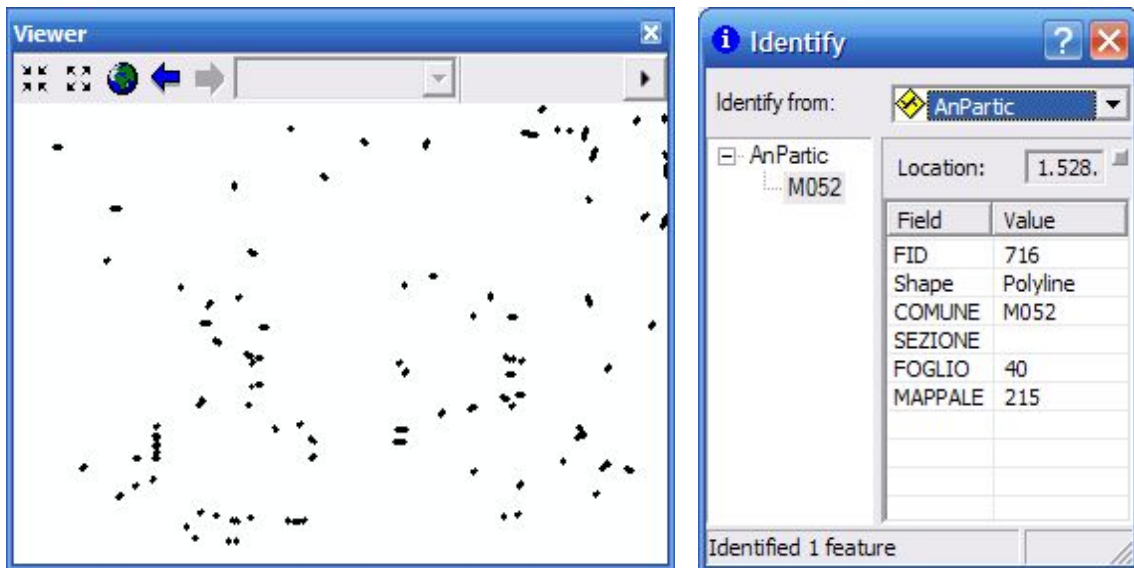 Viewer
Identify
Identify from:
AnPartic
AnPartic
M052
Location: 1.528.
Field Value
FID 716
Shape Polyline
COMUNE M052
SEZIONE
FOGLIO 40
MAPPALE 215
Identified 1 feature